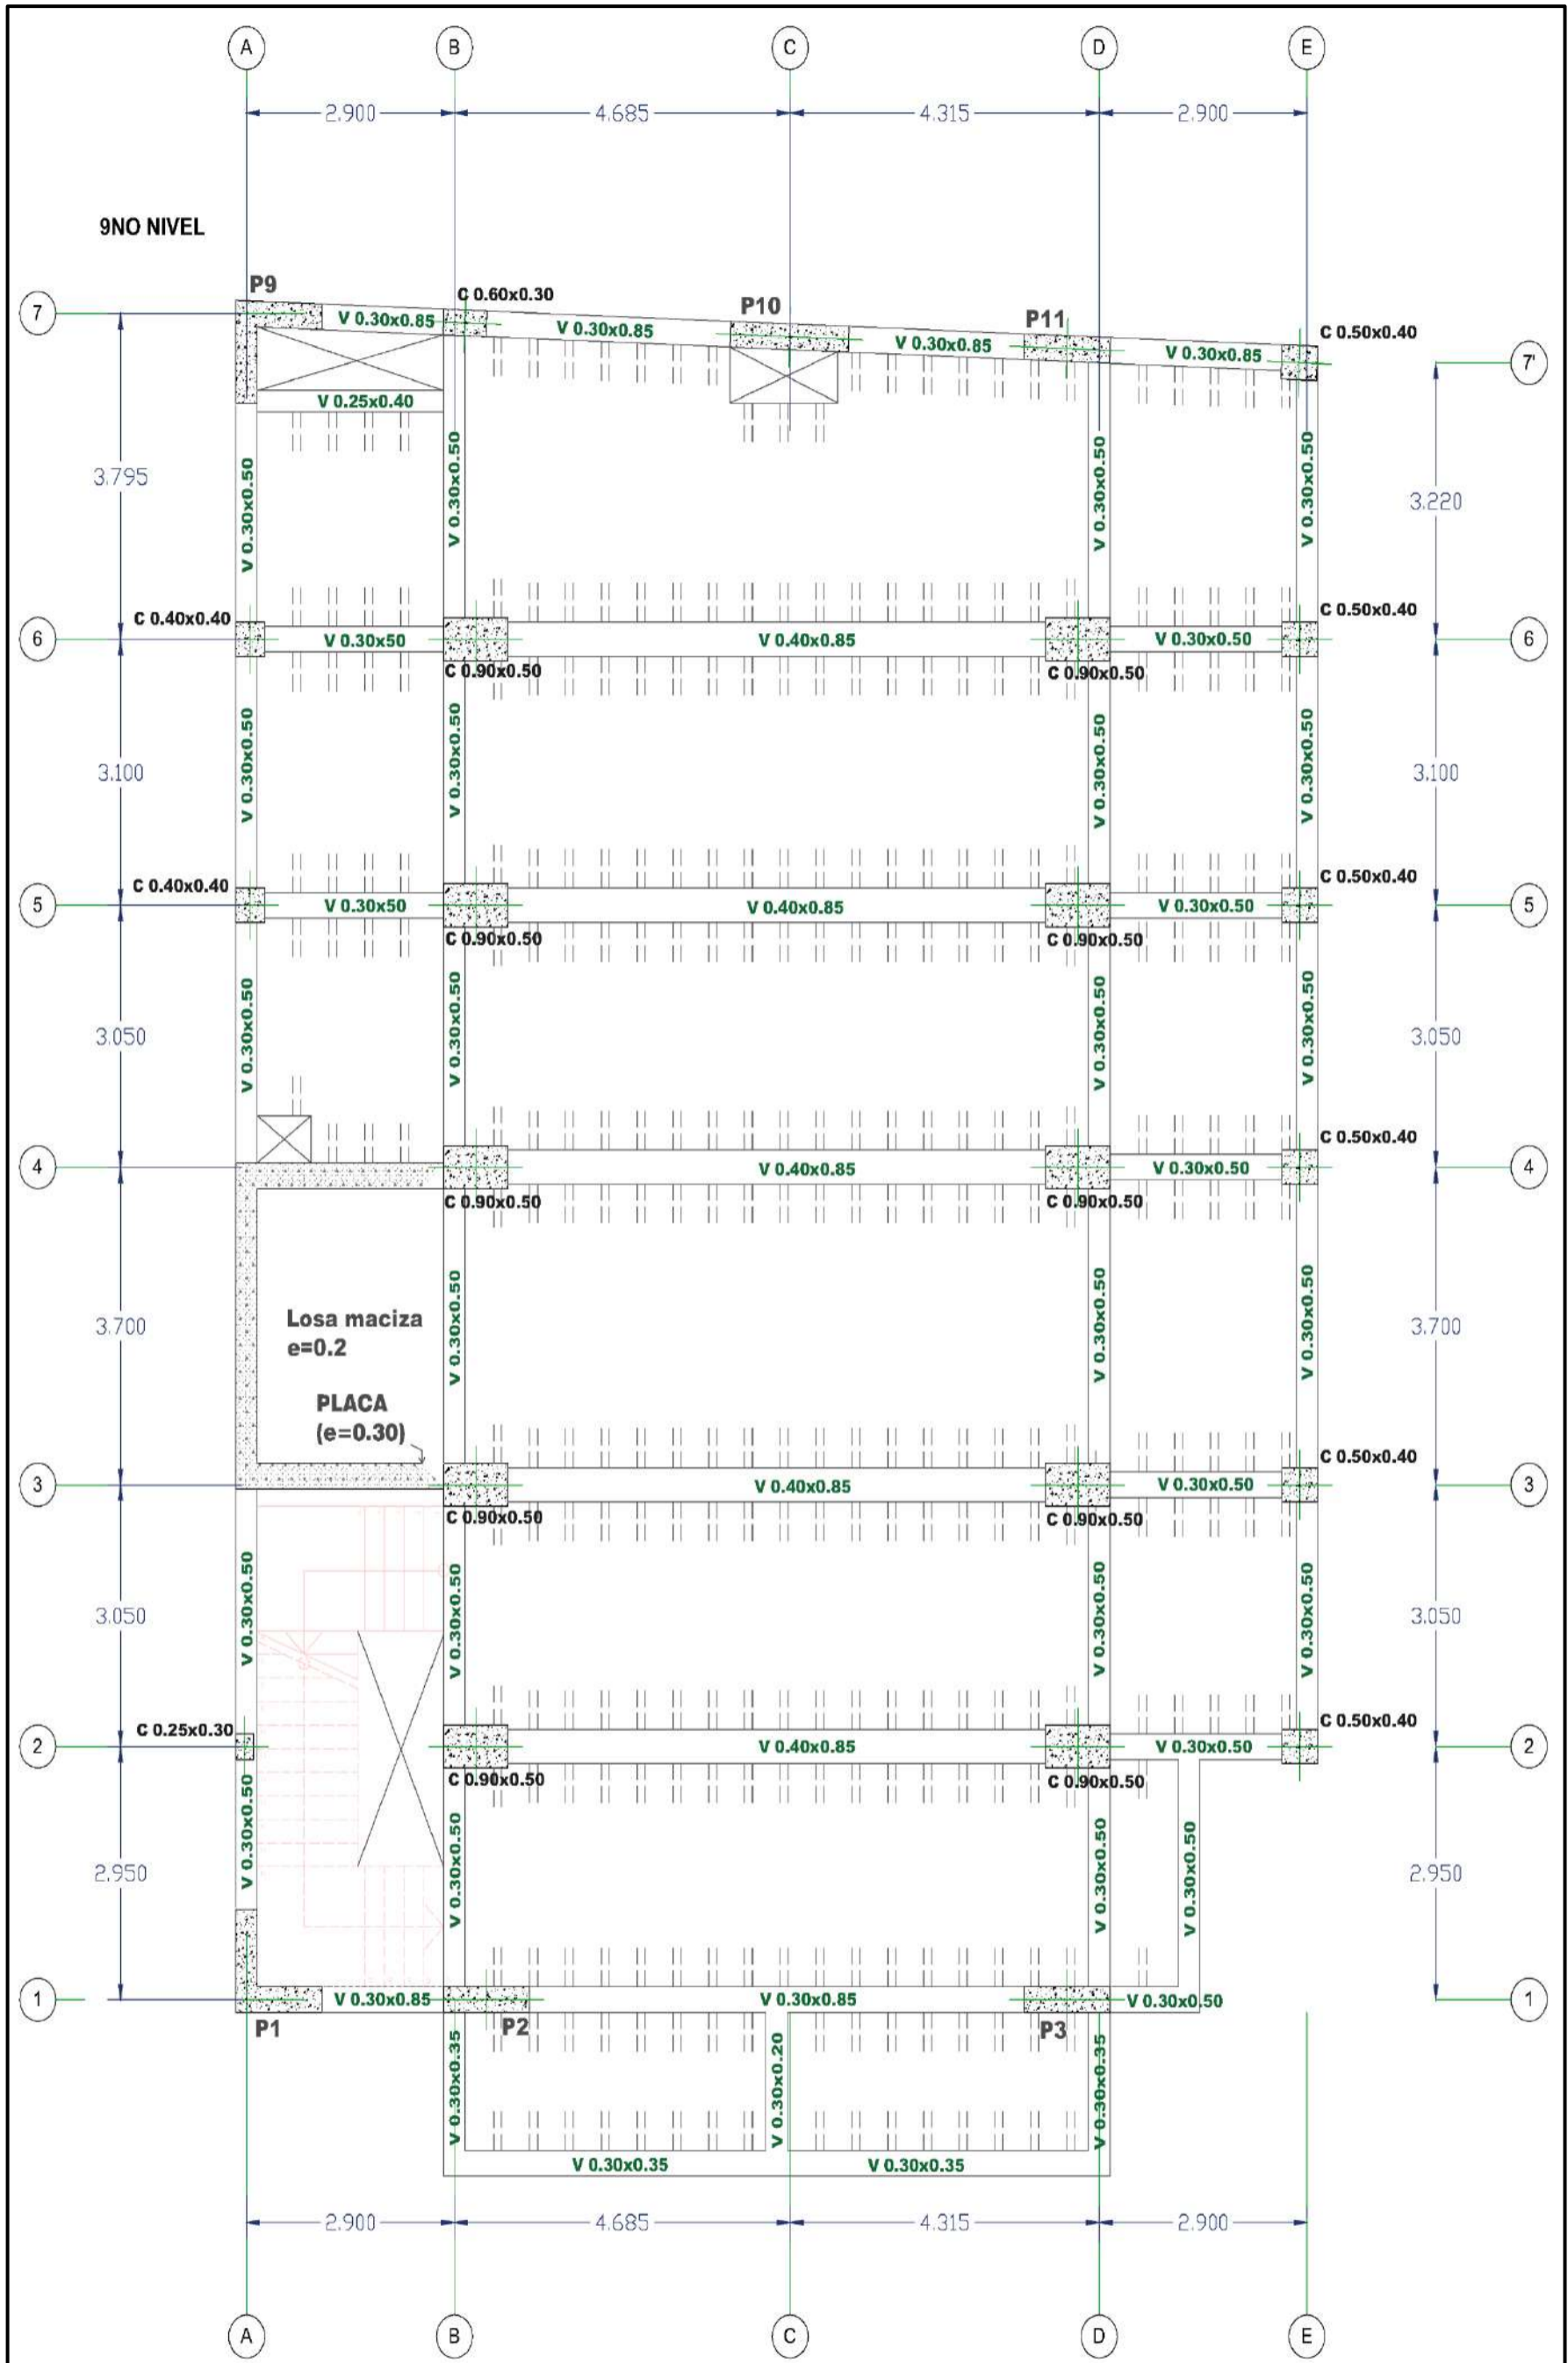 A B C D E
2.900 4.685 4.315 2.900
9NO NIVEL
P9
C 0.60x0.30
P10
P11
7
V 0.30x0.85
V 0.30x0.85
V 0.30x0.85
V 0.30x0.85
C 0.50x0.40
7'
V 0.25x0.40
3.795
V 0.30x0.50
V 0.30x0.50
V 0.30x0.50
V 0.30x0.50
3.220
C 0.40x0.40
C 0.50x0.40
6
V 0.30x50
V 0.40x0.85
V 0.30x0.50
6
C 0.90x0.50
C 0.90x0.50
3.100
V 0.30x0.50
V 0.30x0.50
V 0.30x0.50
V 0.30x0.50
3.100
C 0.40x0.40
C 0.50x0.40
5
V 0.30x50
V 0.40x0.85
V 0.30x0.50
5
C 0.90x0.50
C 0.90x0.50
3.050
V 0.30x0.50
V 0.30x0.50
V 0.30x0.50
V 0.30x0.50
3.050
C 0.50x0.40
4
V 0.40x0.85
V 0.30x0.50
4
C 0.90x0.50
C 0.90x0.50
3.700
Losa maciza
e=0.2
PLACA
(e=0.30)
V 0.30x0.50
V 0.30x0.50
V 0.30x0.50
3.700
C 0.50x0.40
3
V 0.40x0.85
V 0.30x0.50
3
C 0.90x0.50
C 0.90x0.50
3.050
V 0.30x0.50
V 0.30x0.50
V 0.30x0.50
V 0.30x0.50
3.050
C 0.25x0.30
C 0.50x0.40
2
V 0.40x0.85
V 0.30x0.50
2
C 0.90x0.50
C 0.90x0.50
2.950
V 0.30x0.50
V 0.30x0.50
V 0.30x0.50
V 0.30x0.50
2.950
1
V 0.30x0.85
V 0.30x0.85
V 0.30x0.50
1
P1
P2
P3
V 0.30x0.35
V 0.30x0.20
V 0.30x0.35
V 0.30x0.35
V 0.30x0.35
2.900 4.685 4.315 2.900
A B C D E